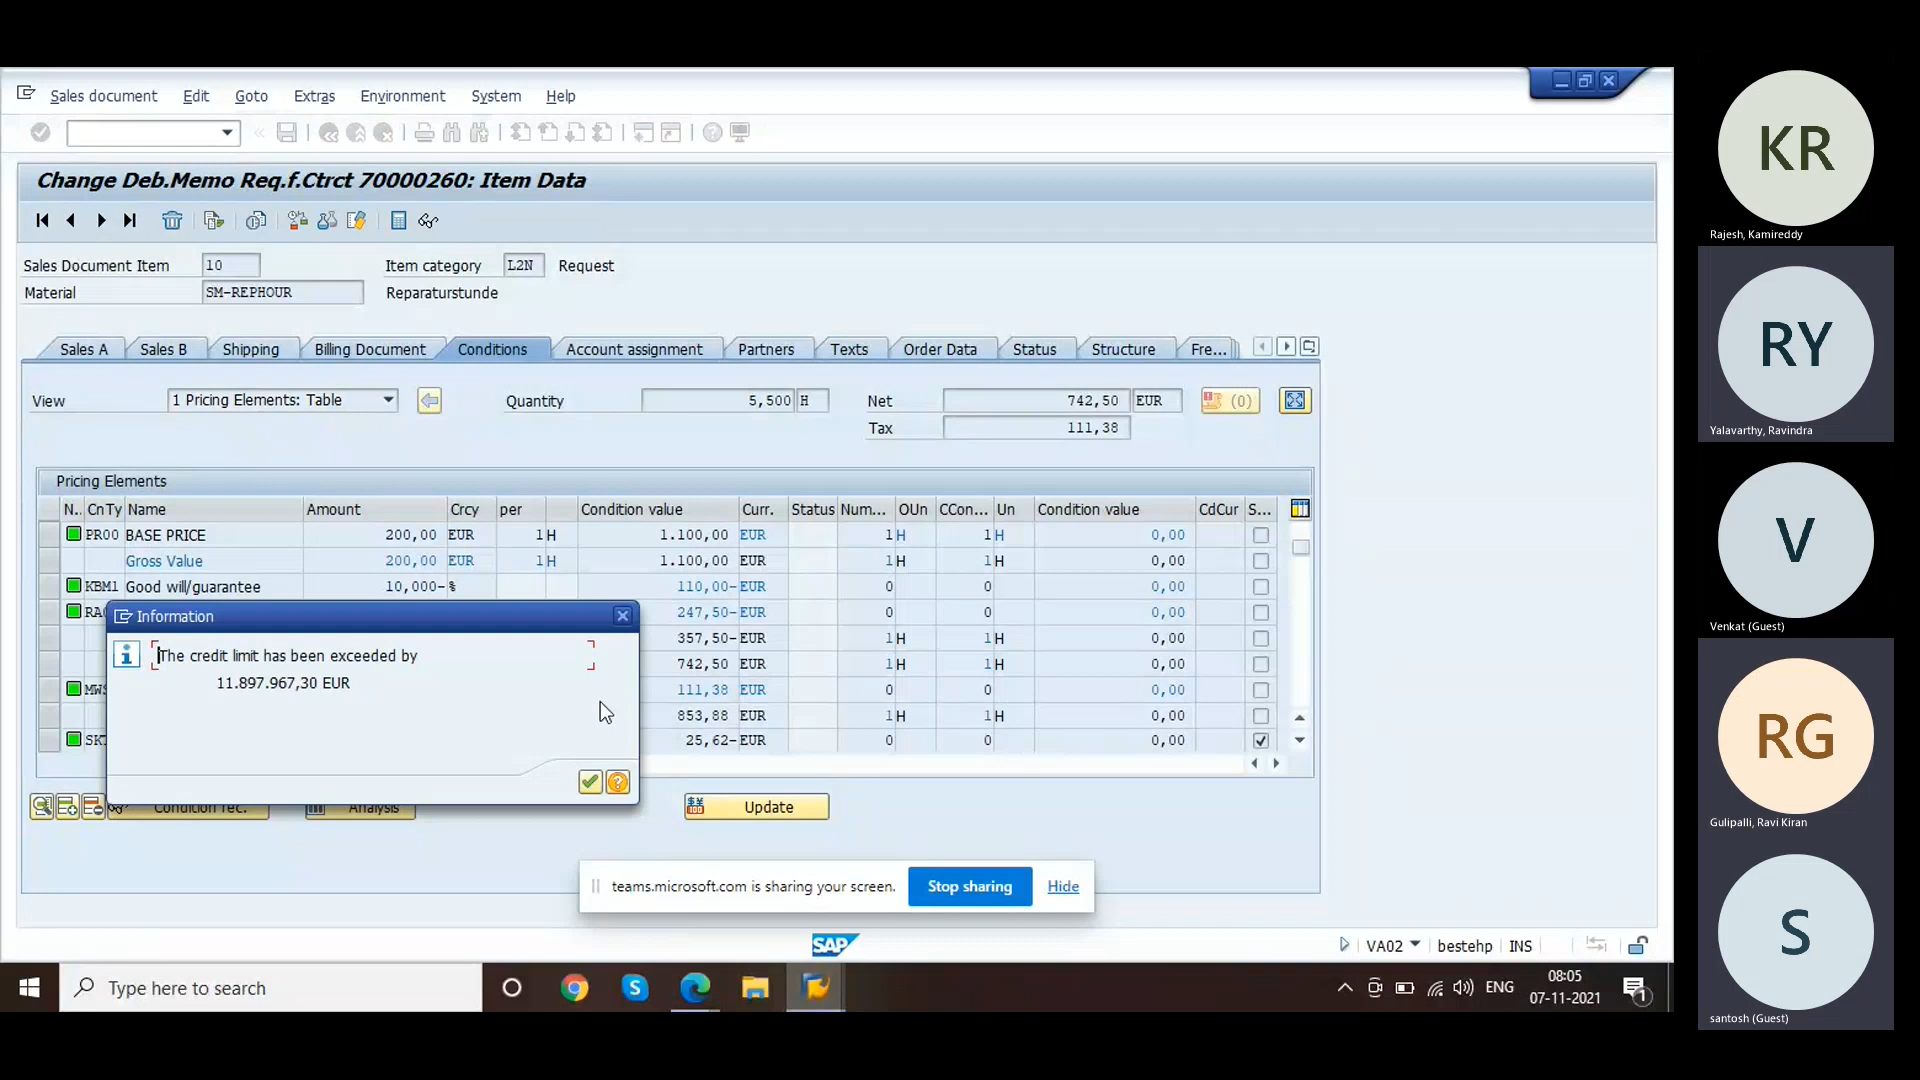 Sales document Edit Goto Extras Environment System Help
Change Deb.Memo Req.f.Ctrct 70000260: Item Data
Sales Document Item 10 Item category L2N Request
Material SM-REPHOUR Reparaturstunde
Sales A Sales B Shipping Billing Document Conditions Account assignment Partners Texts Order Data Status Structure Fre...
View 1 Pricing Elements: Table Quantity 5,500 H Net 742,50 EUR (0)
Tax 111,38
Pricing Elements
N.. CnTy Name Amount Crcy per Condition value Curr. Status Num... OUn CCon... Un Condition value CdCur S...
PR00 BASE PRICE 200,00 EUR 1 H 1.100,00 EUR 1 H 1 H 0,00
Gross Value 200,00 EUR 1 H 1.100,00 EUR 1 H 1 H 0,00
KBM1 Good will/guarantee 10,000- % 110,00- EUR 0 0 0,00
247,50- EUR 0 0 0,00
357,50- EUR 1 H 1 H 0,00
742,50 EUR 1 H 1 H 0,00
111,38 EUR 0 0 0,00
853,88 EUR 1 H 1 H 0,00
25,62- EUR 0 0 0,00
Information
The credit limit has been exceeded by
11.897.967,30 EUR
Condition rec. Analysis Update
teams.microsoft.com is sharing your screen. Stop sharing Hide
SAP VA02 bestehp INS
Type here to search ENG 08:05
07-11-2021 1
KR
Rajesh, Kamireddy
RY
Yalavarthy, Ravindra
V
Venkat (Guest)
RG
Gulipalli, Ravi Kiran
S
santosh (Guest)